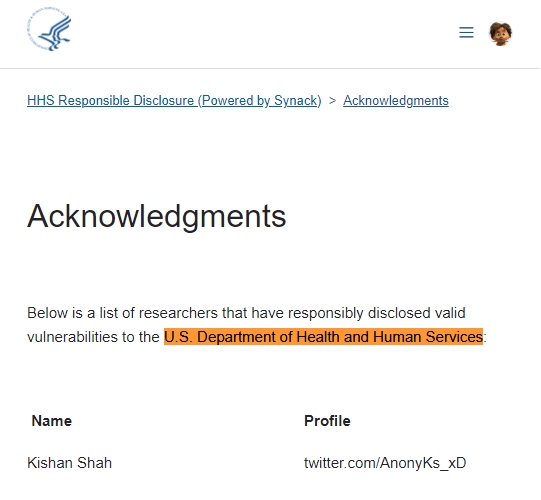 HHS Responsible Disclosure (Powered by Synack) > Acknowledgments
Acknowledgments
Below is a list of researchers that have responsibly disclosed valid
vulnerabilities to the U.S. Department of Health and Human Services:
Name Profile
Kishan Shah twitter.com/AnonyKs_xD